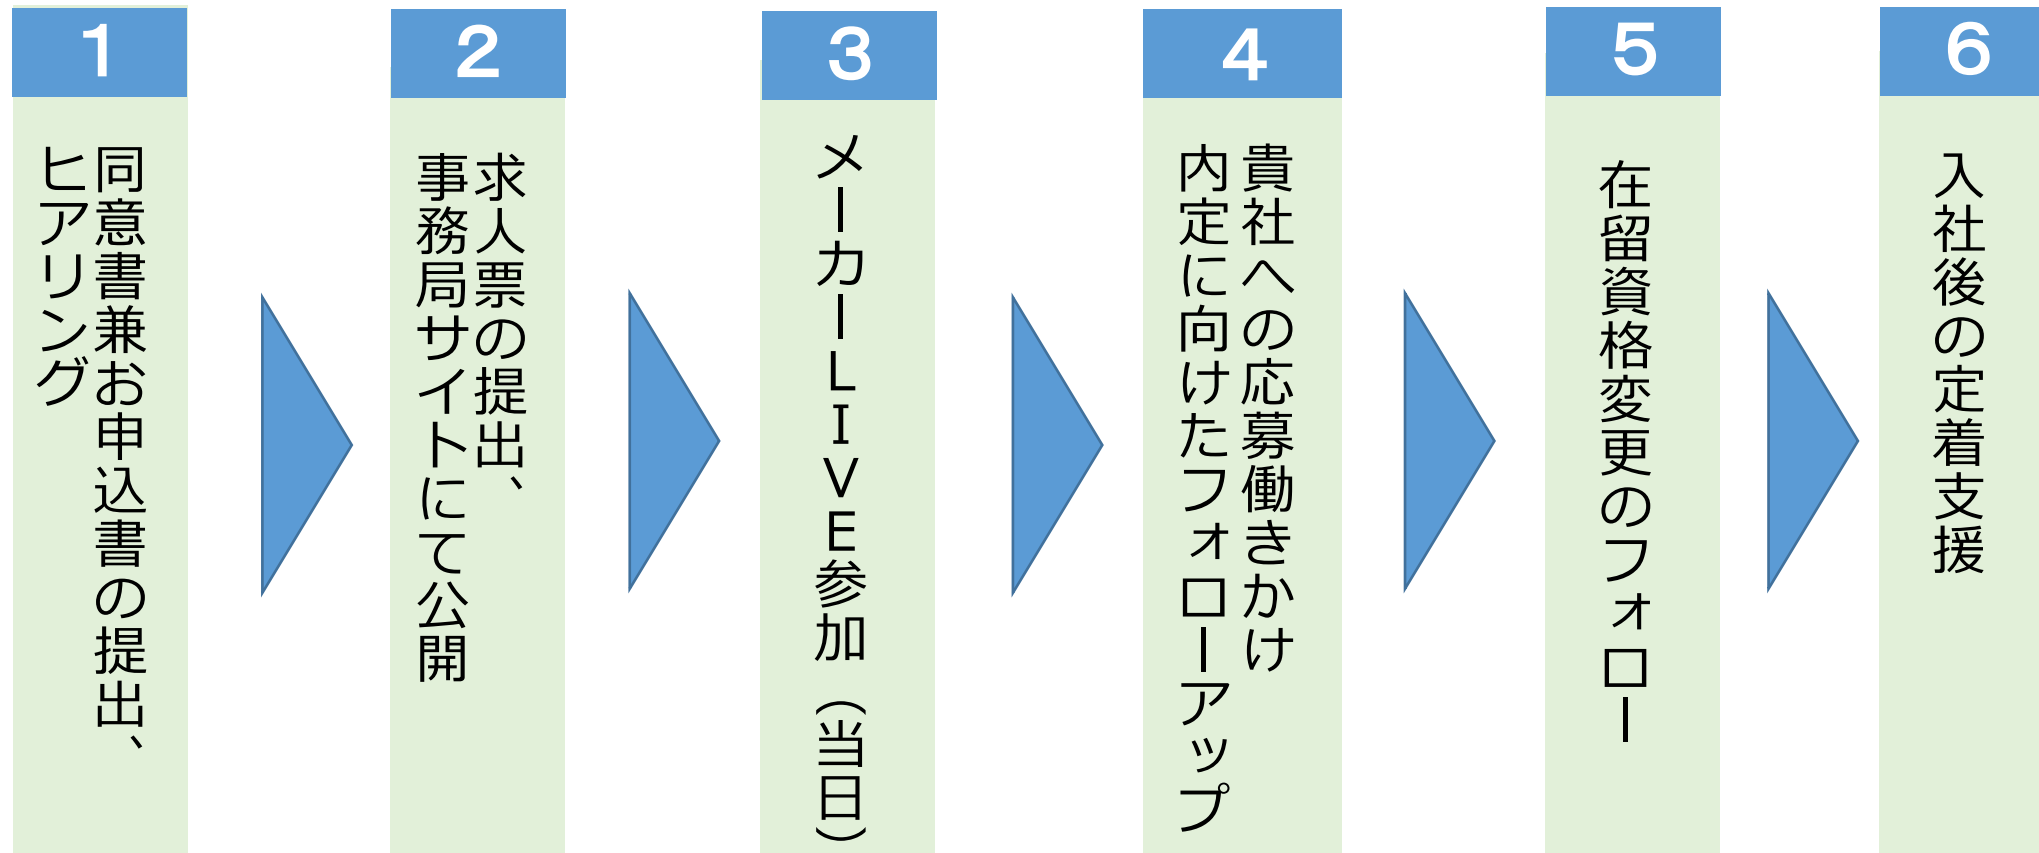 1
同意書兼お申込書の提出、
ヒアリング
2
求人票の提出、
事務局サイトにて公開
3
メーカーLIVE参加（当日）
4
貴社への応募働きかけ
内定に向けたフォローアップ
5
在留資格変更のフォロー
6
入社後の定着支援